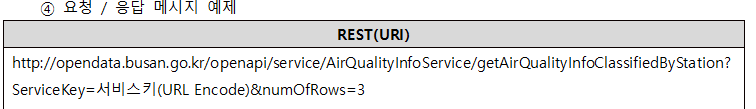 ④ 요청 / 응답 메시지 예제
REST(URI)
http://opendata.busan.go.kr/openapi/service/AirQualityInfoService/getAirQualityInfoClassifiedByStation?
ServiceKey=서비스키(URL Encode)&numOfRows=3